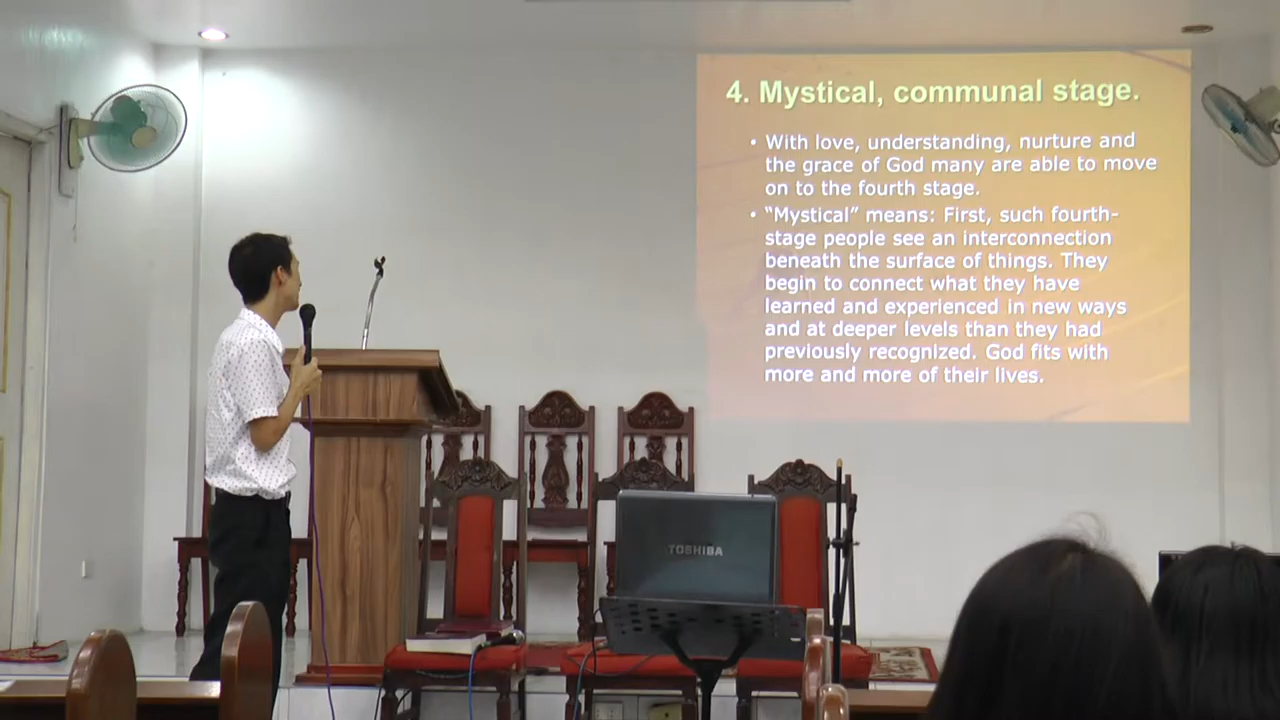 4. Mystical, communal stage.
• With love, understanding, nurture and
the grace of God many are able to move
on to the fourth stage.
• “Mystical” means: First, such fourth-
stage people see an interconnection
beneath the surface of things. They
begin to connect what they have
learned and experienced in new ways
and at deeper levels than they had
previously recognized. God fits with
more and more of their lives.
TOSHIBA